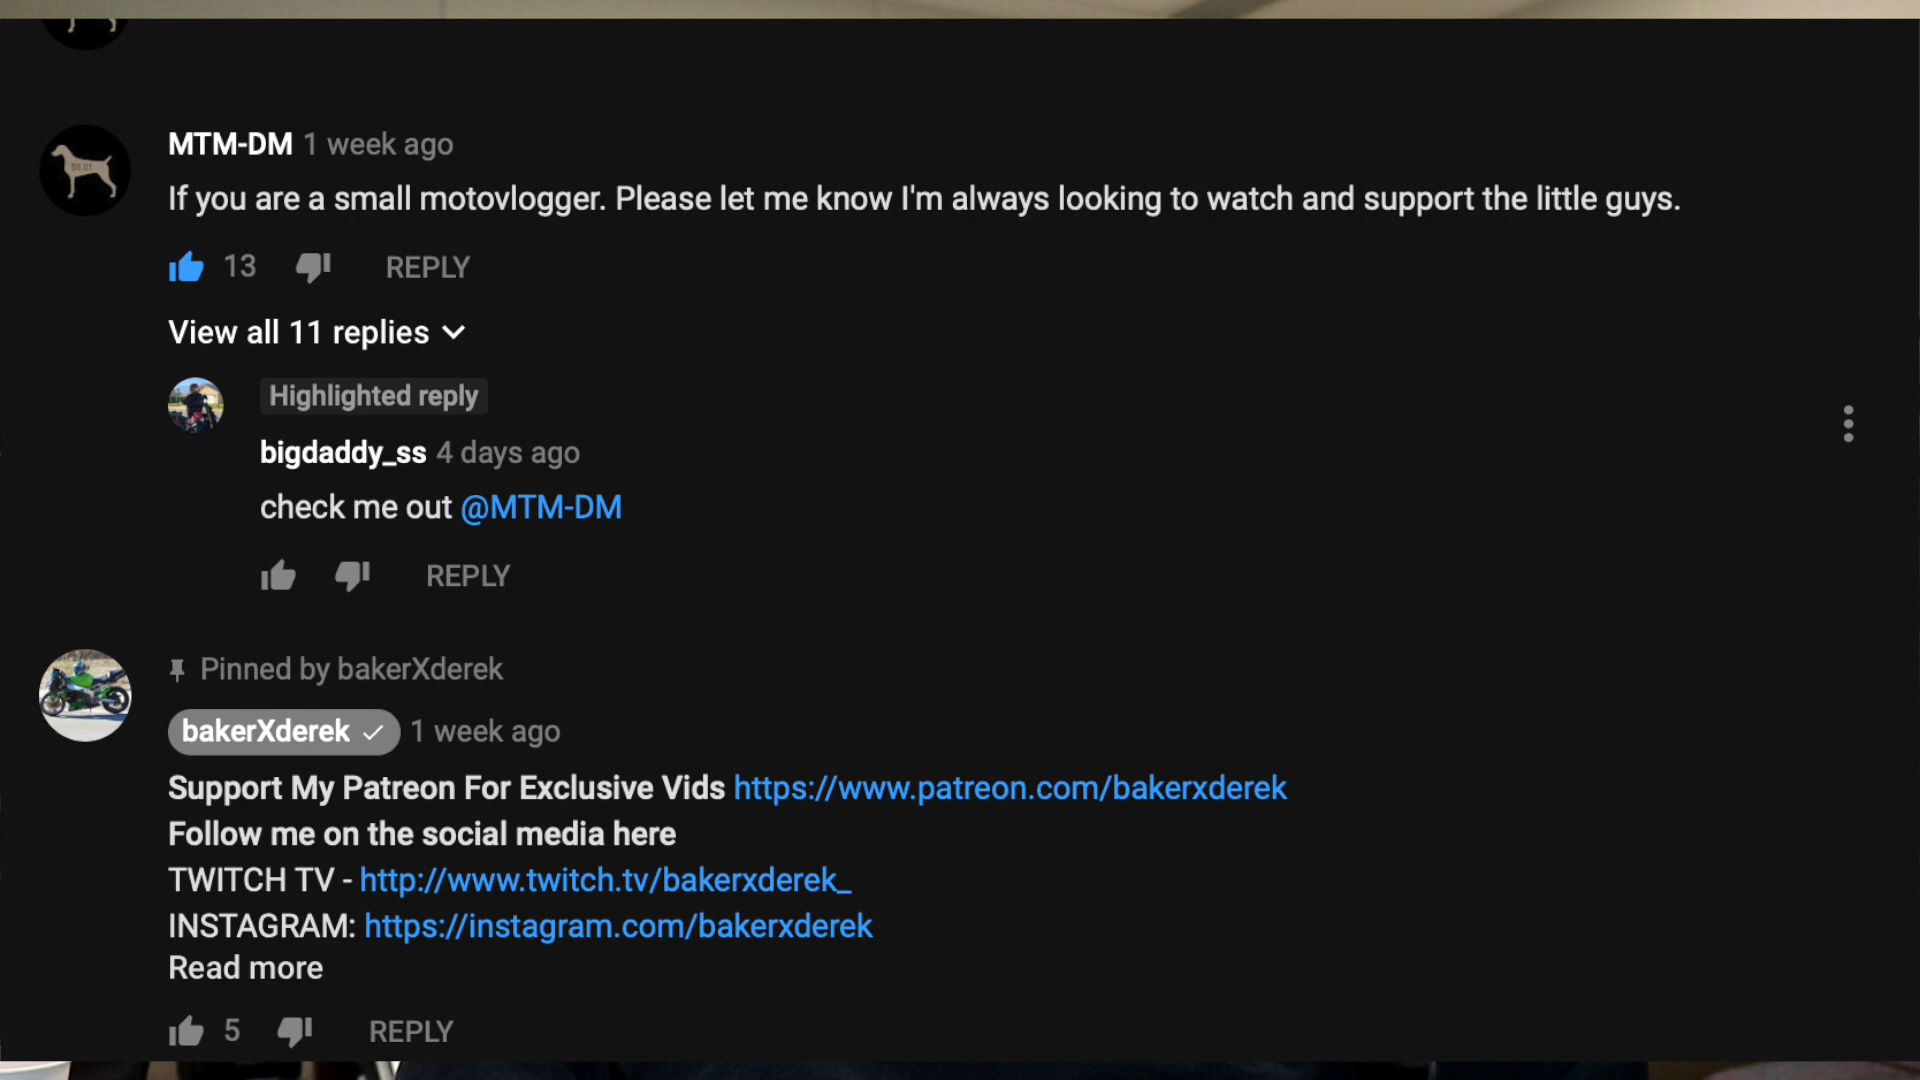 MTM-DM 1 week ago
If you are a small motovlogger. Please let me know I'm always looking to watch and support the little guys.
13 REPLY
View all 11 replies
Highlighted reply
bigdaddy_ss 4 days ago
check me out @MTM-DM
REPLY
Pinned by bakerXderek
bakerXderek 1 week ago
Support My Patreon For Exclusive Vids https://www.patreon.com/bakerxderek
Follow me on the social media here
TWITCH TV - http://www.twitch.tv/bakerxderek_
INSTAGRAM: https://instagram.com/bakerxderek
Read more
5 REPLY